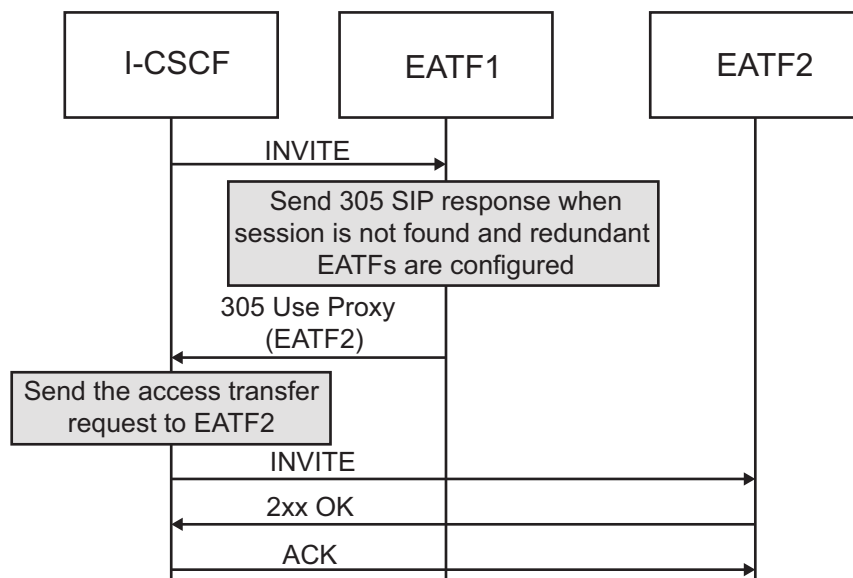 I-CSCF
EATF1
EATF2
INVITE
Send 305 SIP response when
session is not found and redundant
EATFs are configured
305 Use Proxy
(EATF2)
Send the access transfer
request to EATF2
INVITE
2xx OK
ACK